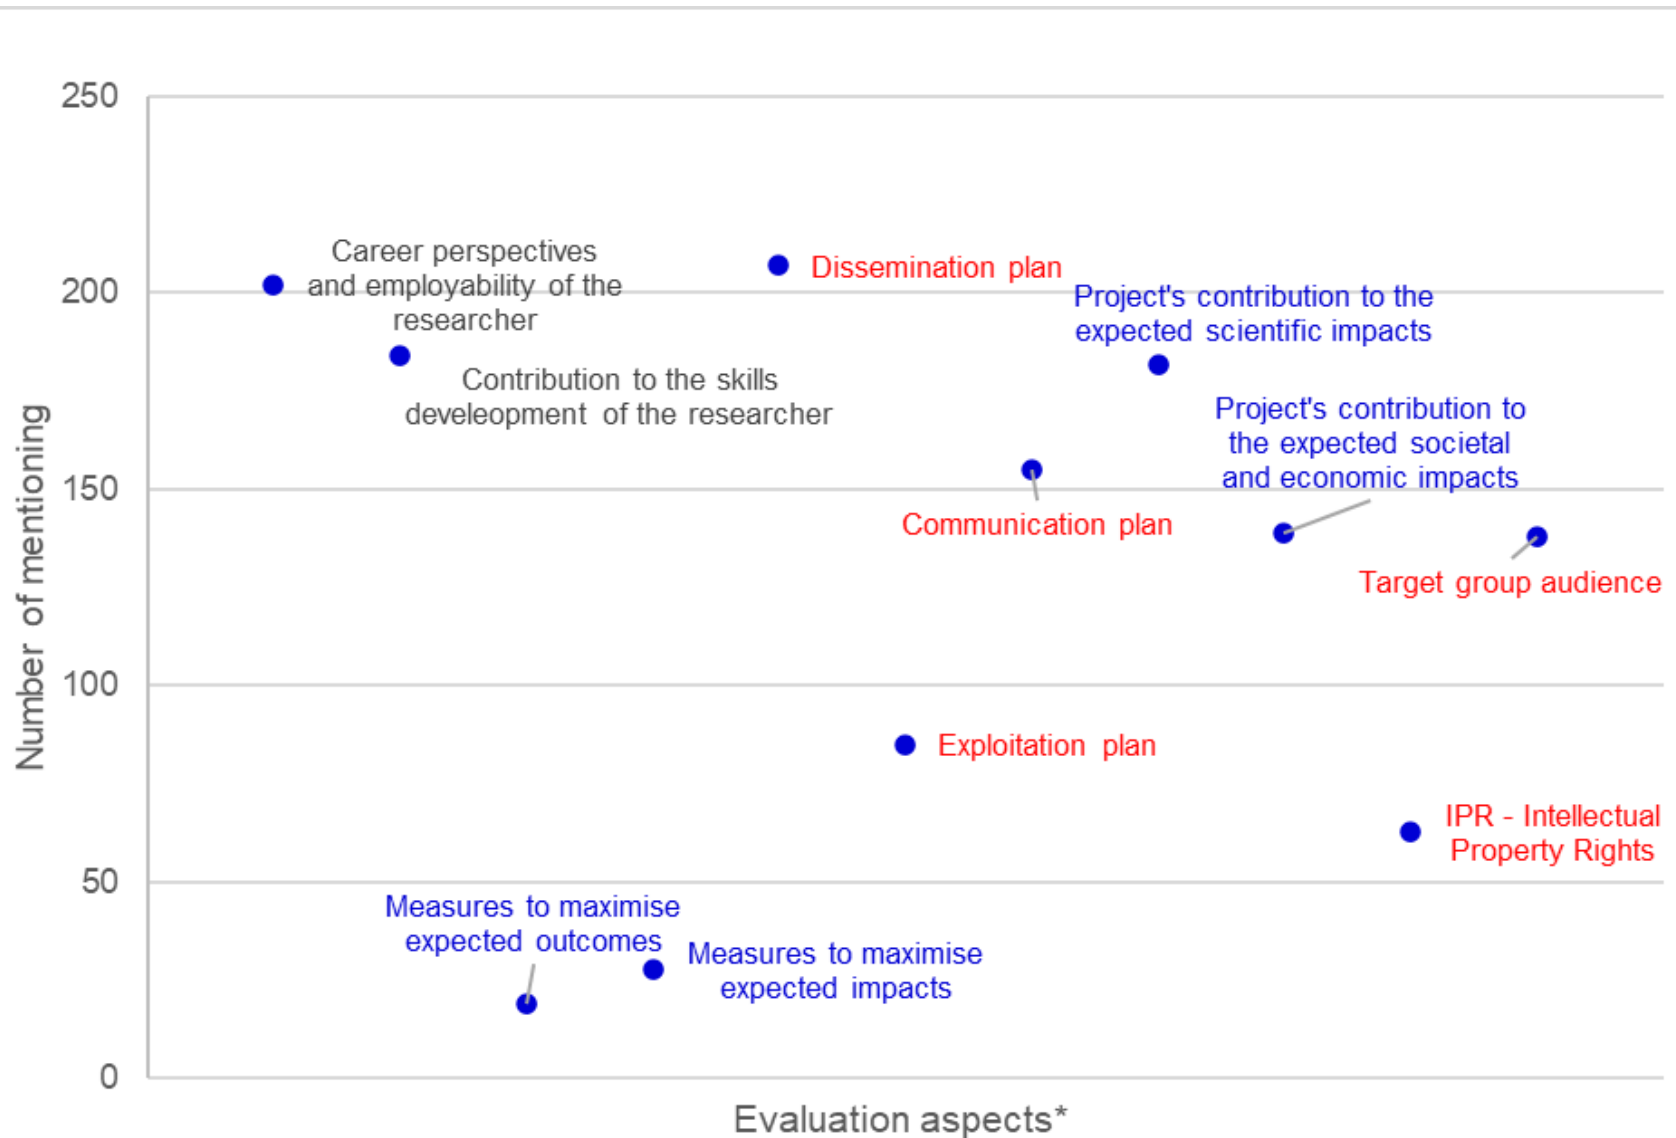 250
200
150
100
50
0
Number of mentioning
Evaluation aspects*
Career perspectives
and employability of the
researcher
Contribution to the skills
develeopment of the researcher
Dissemination plan
Project's contribution to the
expected scientific impacts
Project's contribution to
the expected societal
and economic impacts
Communication plan
Target group audience
Exploitation plan
IPR - Intellectual
Property Rights
Measures to maximise
expected outcomes
Measures to maximise
expected impacts